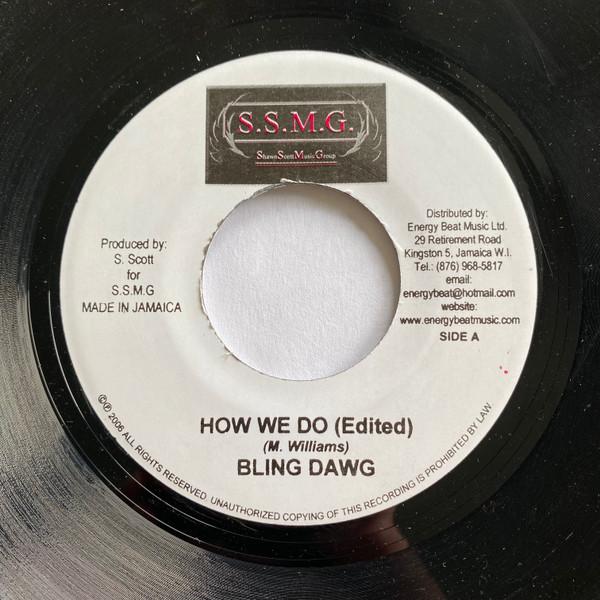 S.S.M.G.
ShawnScottMusicGroup
Produced by:
S. Scott
for
S.S.M.G
MADE IN JAMAICA
Distributed by:
Energy Beat Music Ltd.
29 Retirement Road
Kingston 5, Jamaica W.I.
Tel.: (876) 968-5817
email:
energybeat@hotmail.com
website:
www.energybeatmusic.com
SIDE A
HOW WE DO (Edited)
(M. Williams)
BLING DAWG
©℗ 2006 ALL RIGHTS RESERVED. UNAUTHORIZED COPYING OF THIS RECORDING IS PROHIBITED BY LAW.